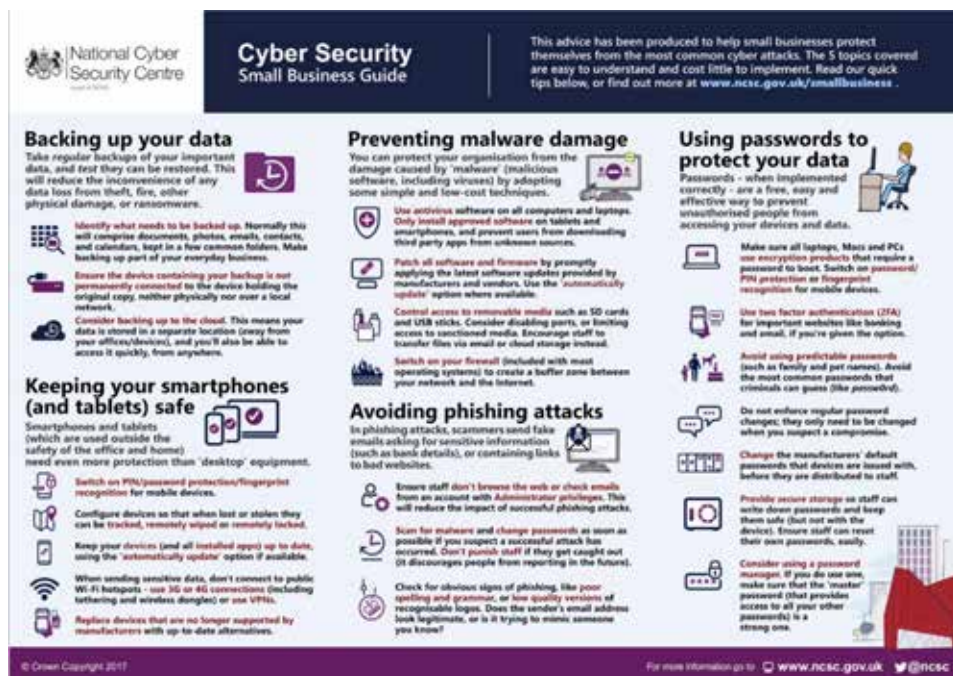 National Cyber
Security Centre
Cyber Security
Small Business Guide
This advice has been produced to help small businesses protect
themselves from the most common cyber attacks. The 5 topics covered
are easy to understand and cost little to implement. Read our quick
tips below, or find out more at www.ncsc.gov.uk/smallbusiness .
Backing up your data
Take regular backups of your important
data, and test they can be restored. This
will reduce the inconvenience of any
data loss from theft, fire, other
physical damage, or ransomware.
Identify what needs to be backed up. Normally this
will comprise documents, photos, emails, contacts,
and calendars, kept in a few common folders. Make
backing up part of your everyday business.
Ensure the device containing your backup is not
permanently connected to the device holding the
original copy, neither physically nor over a local
network.
Consider backing up to the cloud. This means your
data is stored in a separate location (away from
your offices/devices), and you'll also be able to
access it quickly, from anywhere.
Keeping your smartphones
(and tablets) safe
Smartphones and tablets
(which are used outside the
safety of the office and home)
need even more protection than 'desktop' equipment.
Switch on PIN/password protection/fingerprint
recognition for mobile devices.
Configure devices so that when lost or stolen they
can be tracked, remotely wiped or remotely locked.
Keep your devices (and all installed apps) up to date,
using the 'automatically update' option if available.
When sending sensitive data, don't connect to public
Wi-Fi hotspots - use 3G or 4G connections (including
tethering and wireless dongles) or use VPNs.
Replace devices that are no longer supported by
manufacturers with up-to-date alternatives.
Preventing malware damage
You can protect your organisation from the
damage caused by 'malware' (malicious
software, including viruses) by adopting
some simple and low-cost techniques.
Use antivirus software on all computers and laptops.
Only install approved software on tablets and
smartphones, and prevent users from downloading
third party apps from unknown sources.
Patch all software and firmware by promptly
applying the latest software updates provided by
manufacturers and vendors. Use the 'automatically
update' option where available.
Control access to removable media such as SD cards
and USB sticks. Consider disabling ports, or limiting
access to sanctioned media. Encourage staff to
transfer files via email or cloud storage instead.
Switch on your firewall (included with most
operating systems) to create a buffer zone between
your network and the Internet.
Avoiding phishing attacks
In phishing attacks, scammers send fake
emails asking for sensitive information
(such as bank details), or containing links
to bad websites.
Ensure staff don't browse the web or check emails
from an account with Administrator privileges. This
will reduce the impact of successful phishing attacks.
Scan for malware and change passwords as soon as
possible if you suspect a successful attack has
occurred. Don't punish staff if they get caught out
(it discourages people from reporting in the future).
Check for obvious signs of phishing, like poor
spelling and grammar, or low quality versions of
recognisable logos. Does the sender's email address
look legitimate, or is it trying to mimic someone
you know?
Using passwords to
protect your data
Passwords - when implemented
correctly - are a free, easy and
effective way to prevent
unauthorised people from
accessing your devices and data.
Make sure all laptops, Macs and PCs
use encryption products that require a
password to boot. Switch on password/
PIN protection or fingerprint
recognition for mobile devices.
Use two factor authentication (2FA)
for important websites like banking
and email, if you're given the option.
Avoid using predictable passwords
(such as family and pet names). Avoid
the most common passwords that
criminals can guess (like passw0rd).
Do not enforce regular password
changes; they only need to be changed
when you suspect a compromise.
Change the manufacturers' default
passwords that devices are issued with,
before they are distributed to staff.
Provide secure storage so staff can
write down passwords and keep
them safe (but not with the
device). Ensure staff can reset
their own passwords, easily.
Consider using a password
manager. If you do use one,
make sure that the 'master'
password (that provides
access to all your other
passwords) is a
strong one.
© Crown Copyright 2017
For more information go to www.ncsc.gov.uk @ncsc